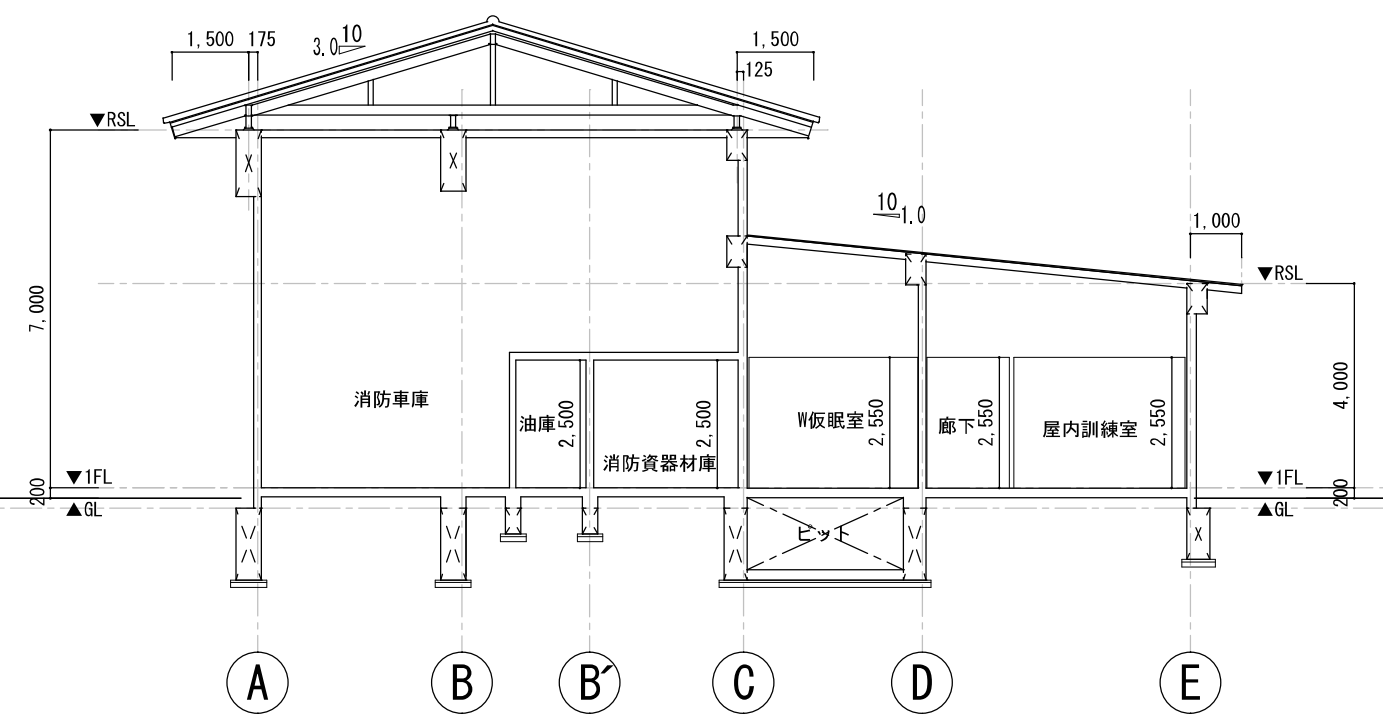 1,500 175
3.0 10
1,500
125
▼RSL
10
1.0
1,000
▼RSL
7,000
4,000
消防車庫
油庫
2,500
消防資器材庫
2,500
W仮眠室
2,550
廊下
2,550
屋内訓練室
2,550
▼1FL
200
▲GL
▼1FL
200
▲GL
ピット
A
B
B´
C
D
E